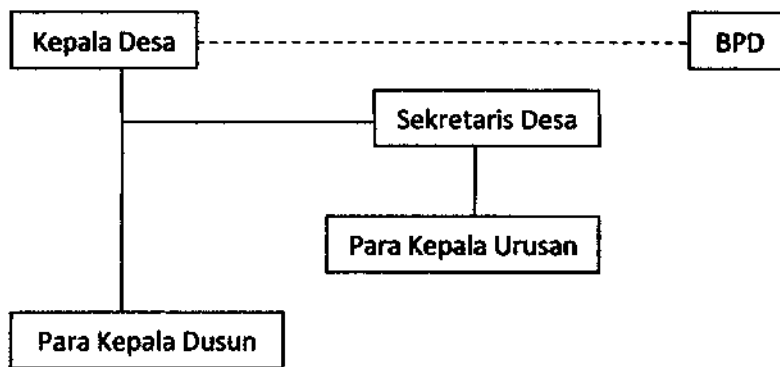 Kepala Desa
BPD
Sekretaris Desa
Para Kepala Urusan
Para Kepala Dusun